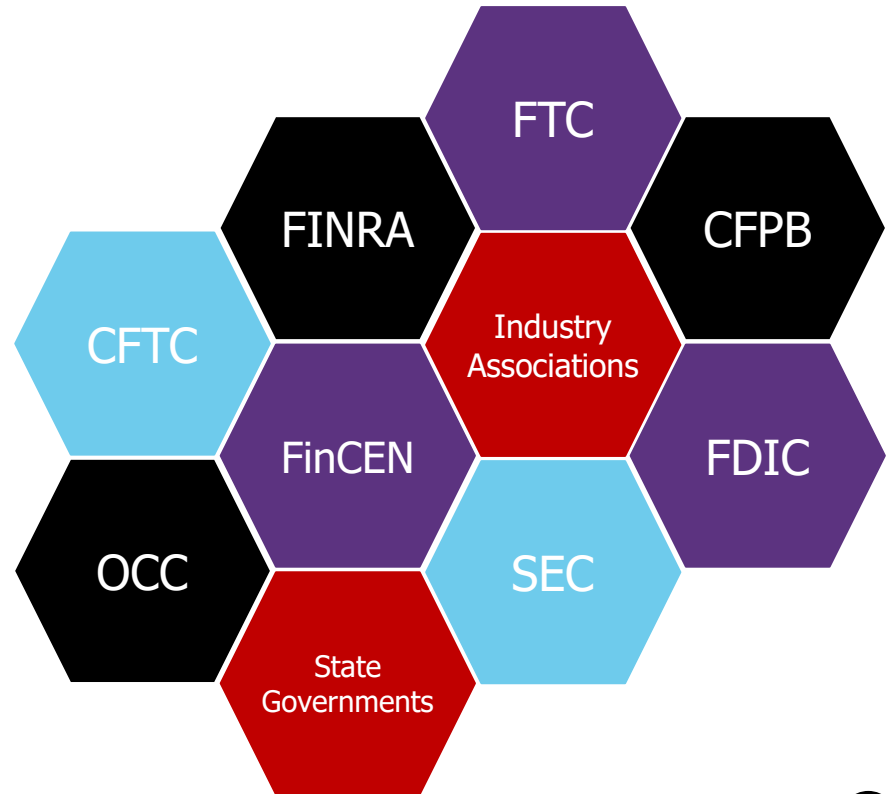 FTC
FINRA
CFPB
CFTC
Industry
Associations
FinCEN
FDIC
OCC
SEC
State
Governments